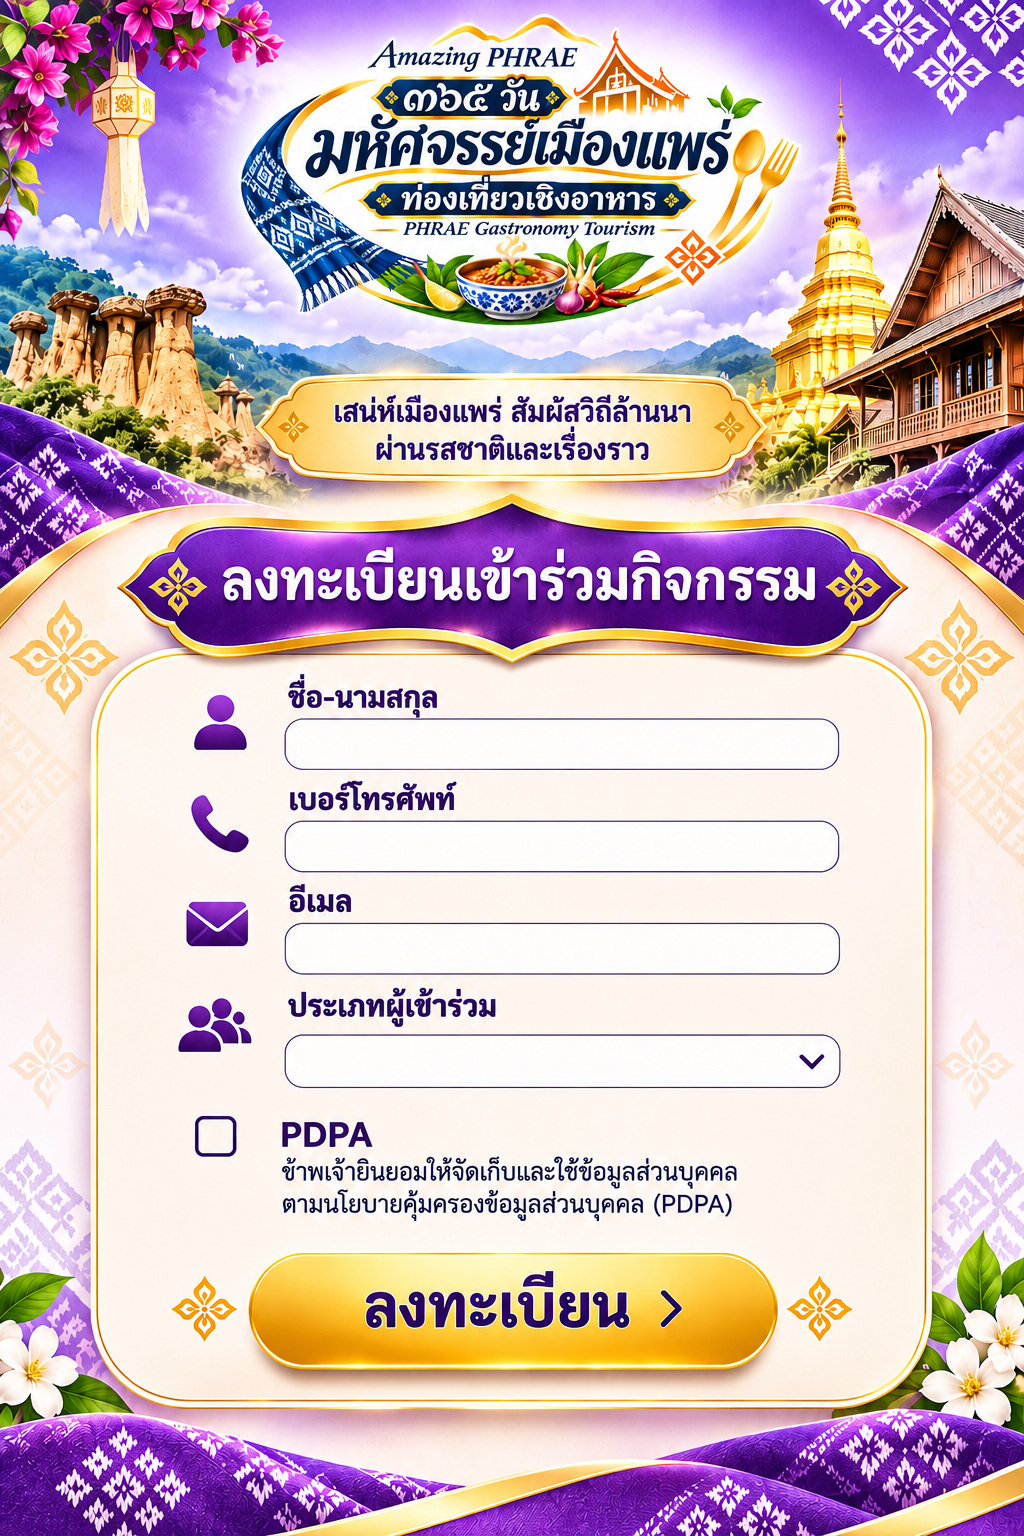 Amazing PHRAE
๓๖๕ วัน
มหัศจรรย์เมืองแพร่
ท่องเที่ยวเชิงอาหาร
PHRAE Gastronomy Tourism
เสน่ห์เมืองแพร่ สัมผัสวิถีล้านนา
ผ่านรสชาติและเรื่องราว
ลงทะเบียนเข้าร่วมกิจกรรม
ชื่อ-นามสกุล
เบอร์โทรศัพท์
อีเมล
ประเภทผู้เข้าร่วม
PDPA
ข้าพเจ้ายินยอมให้จัดเก็บและใช้ข้อมูลส่วนบุคคล
ตามนโยบายคุ้มครองข้อมูลส่วนบุคคล (PDPA)
ลงทะเบียน